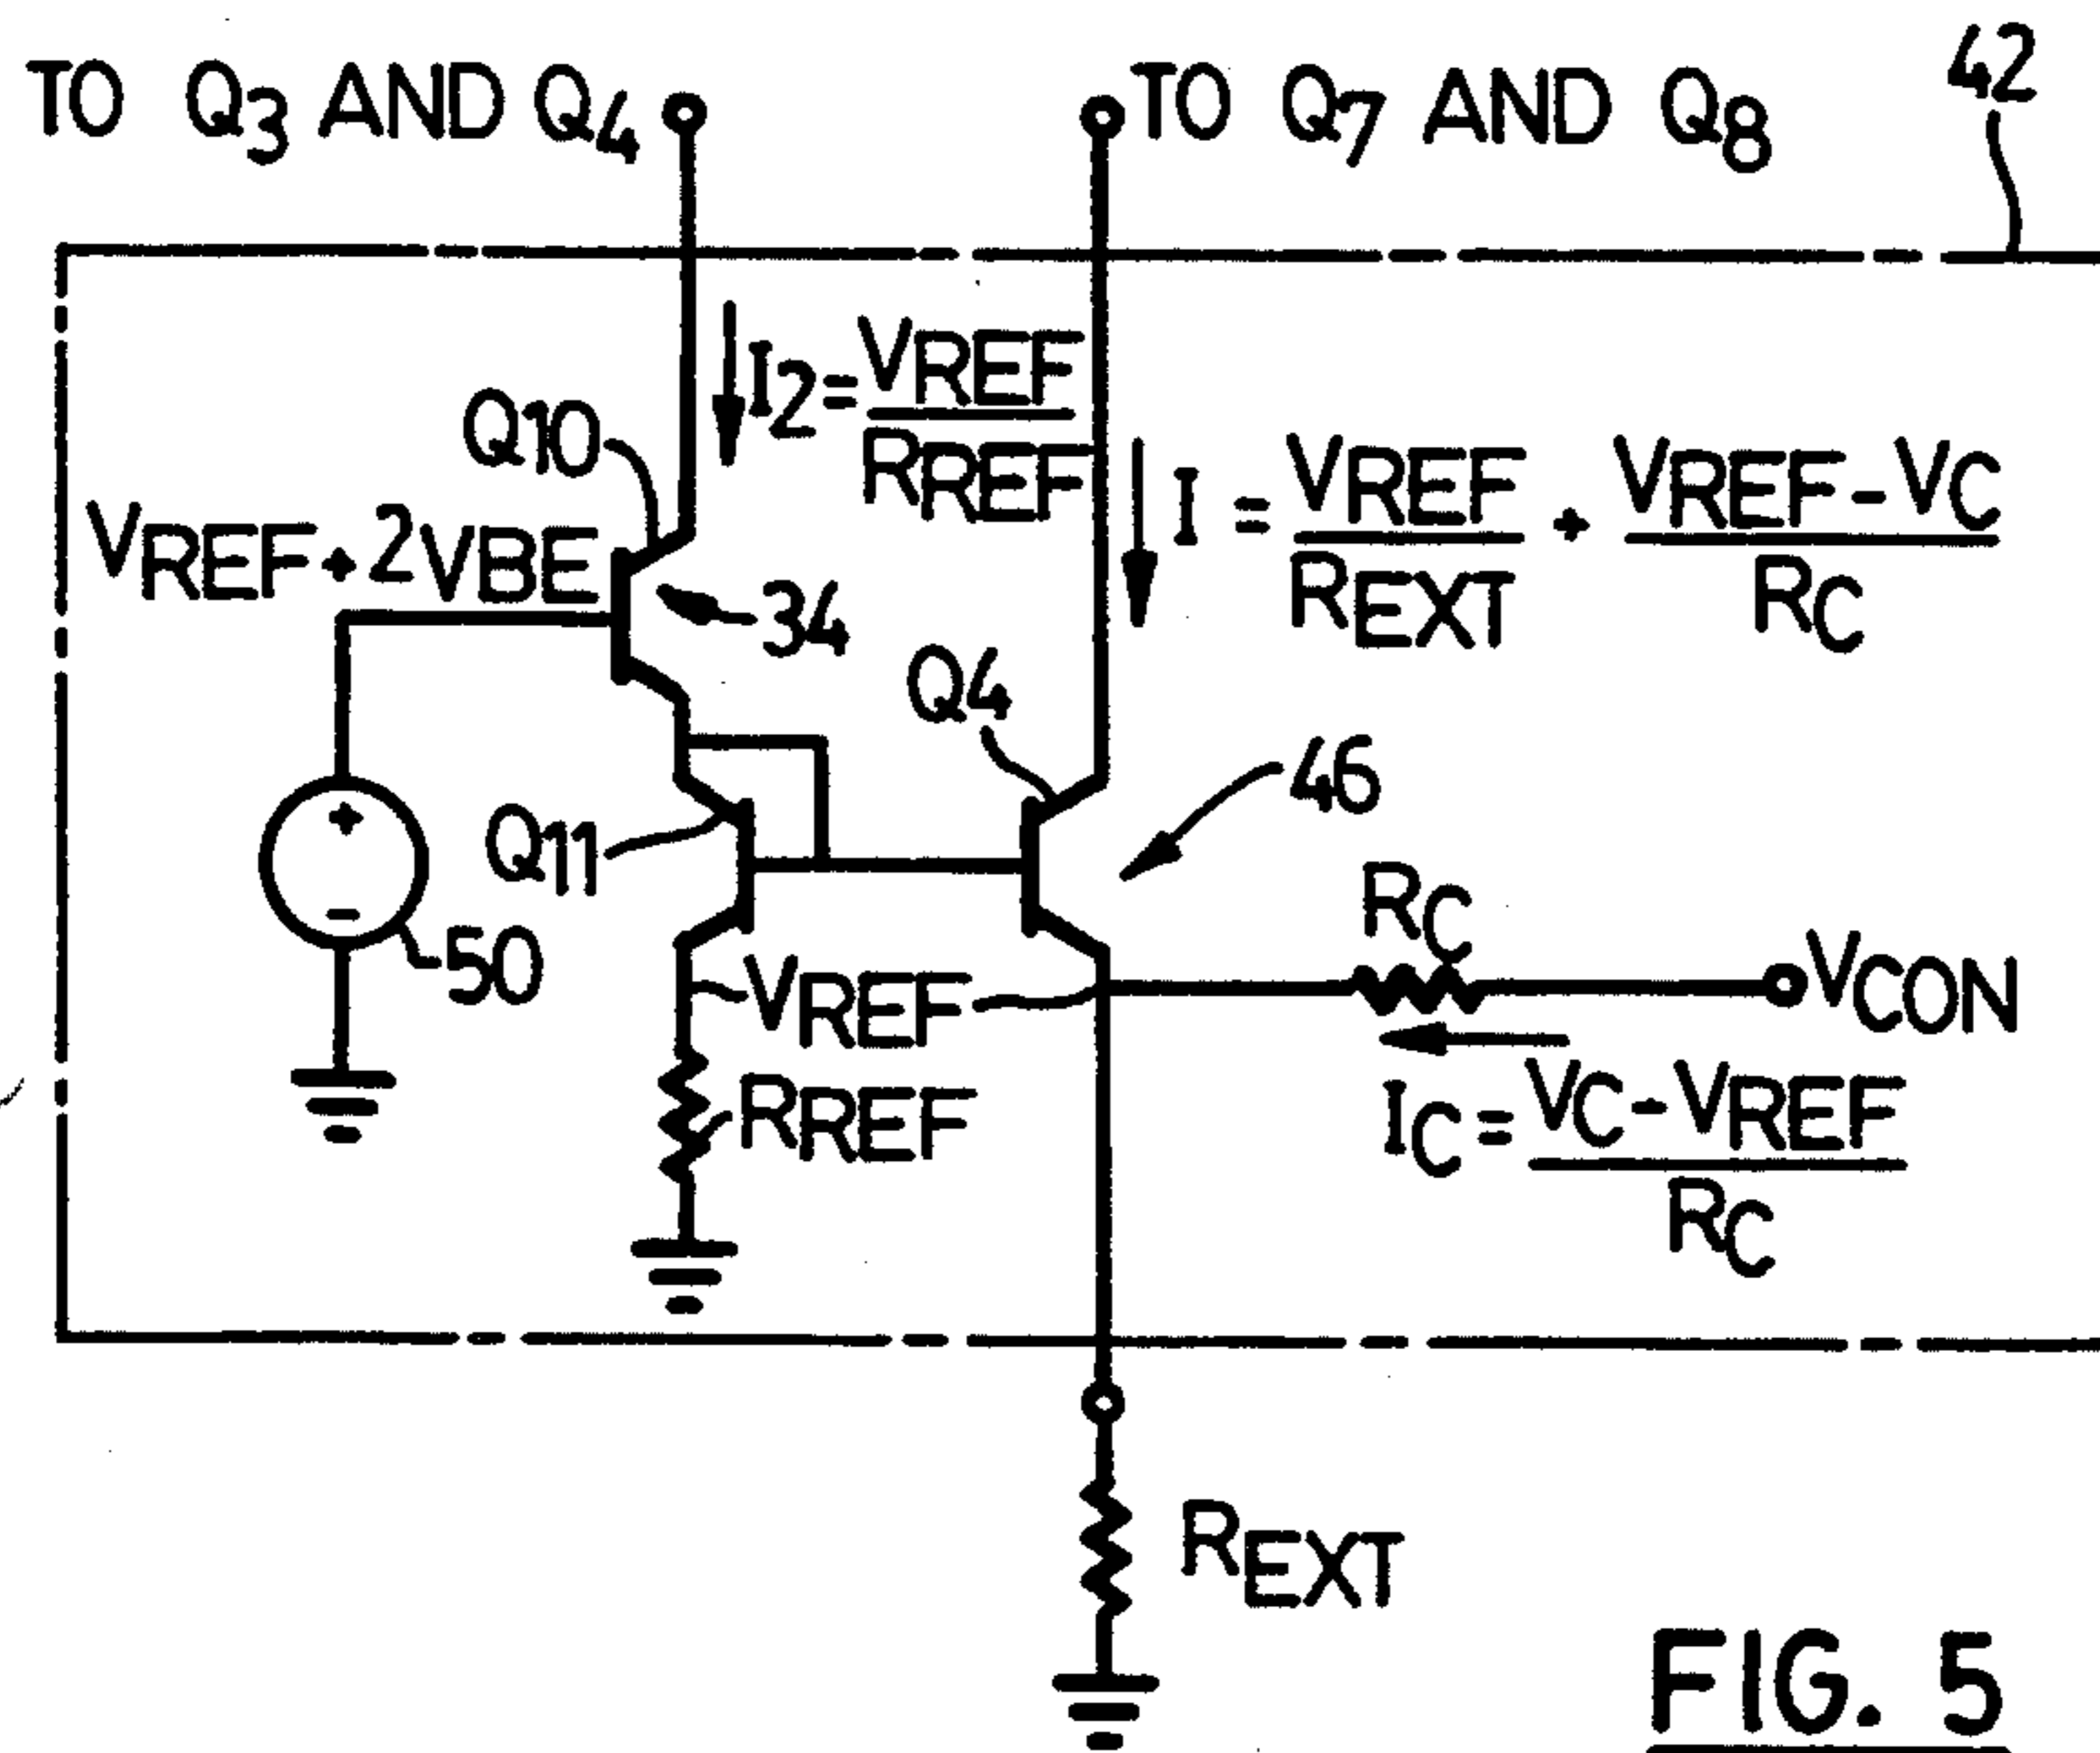 TO Q3 AND Q4
TO Q7 AND Q8
42
I2 = VREF / RREF
Q10
I = VREF / REXT + VREF - VC / RC
VREF + 2VBE
34
Q4
46
+
Q11
-
50
RC
VREF
VCON
RREF
IC = VC - VREF / RC
REXT
FIG. 5